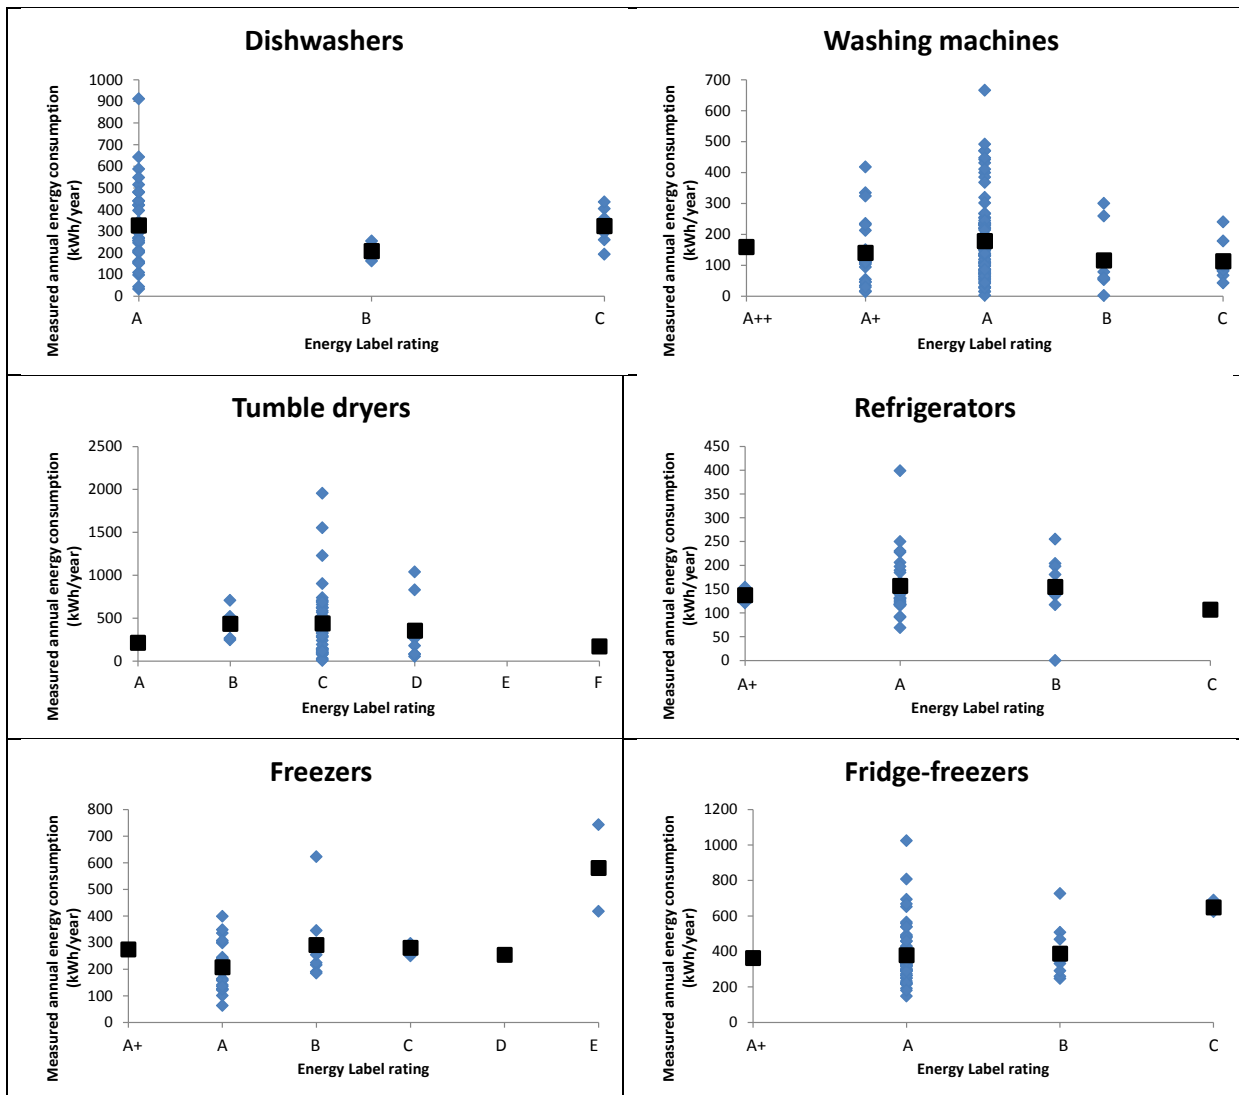 Dishwashers
Measured annual energy consumption
(kWh/year)
1000
900
800
700
600
500
400
300
200
100
0
A B C
Energy Label rating
Washing machines
Measured annual energy consumption
(kWh/year)
700
600
500
400
300
200
100
0
A++ A+ A B C
Energy Label rating
Tumble dryers
Measured annual energy consumption
(kWh/year)
2500
2000
1500
1000
500
0
A B C D E F
Energy Label rating
Refrigerators
Measured annual energy consumption
(kWh/year)
450
400
350
300
250
200
150
100
50
0
A+ A B C
Energy Label rating
Freezers
Measured annual energy consumption
(kWh/year)
800
700
600
500
400
300
200
100
0
A+ A B C D E
Energy Label rating
Fridge-freezers
Measured annual energy consumption
(kWh/year)
1200
1000
800
600
400
200
0
A+ A B C
Energy Label rating